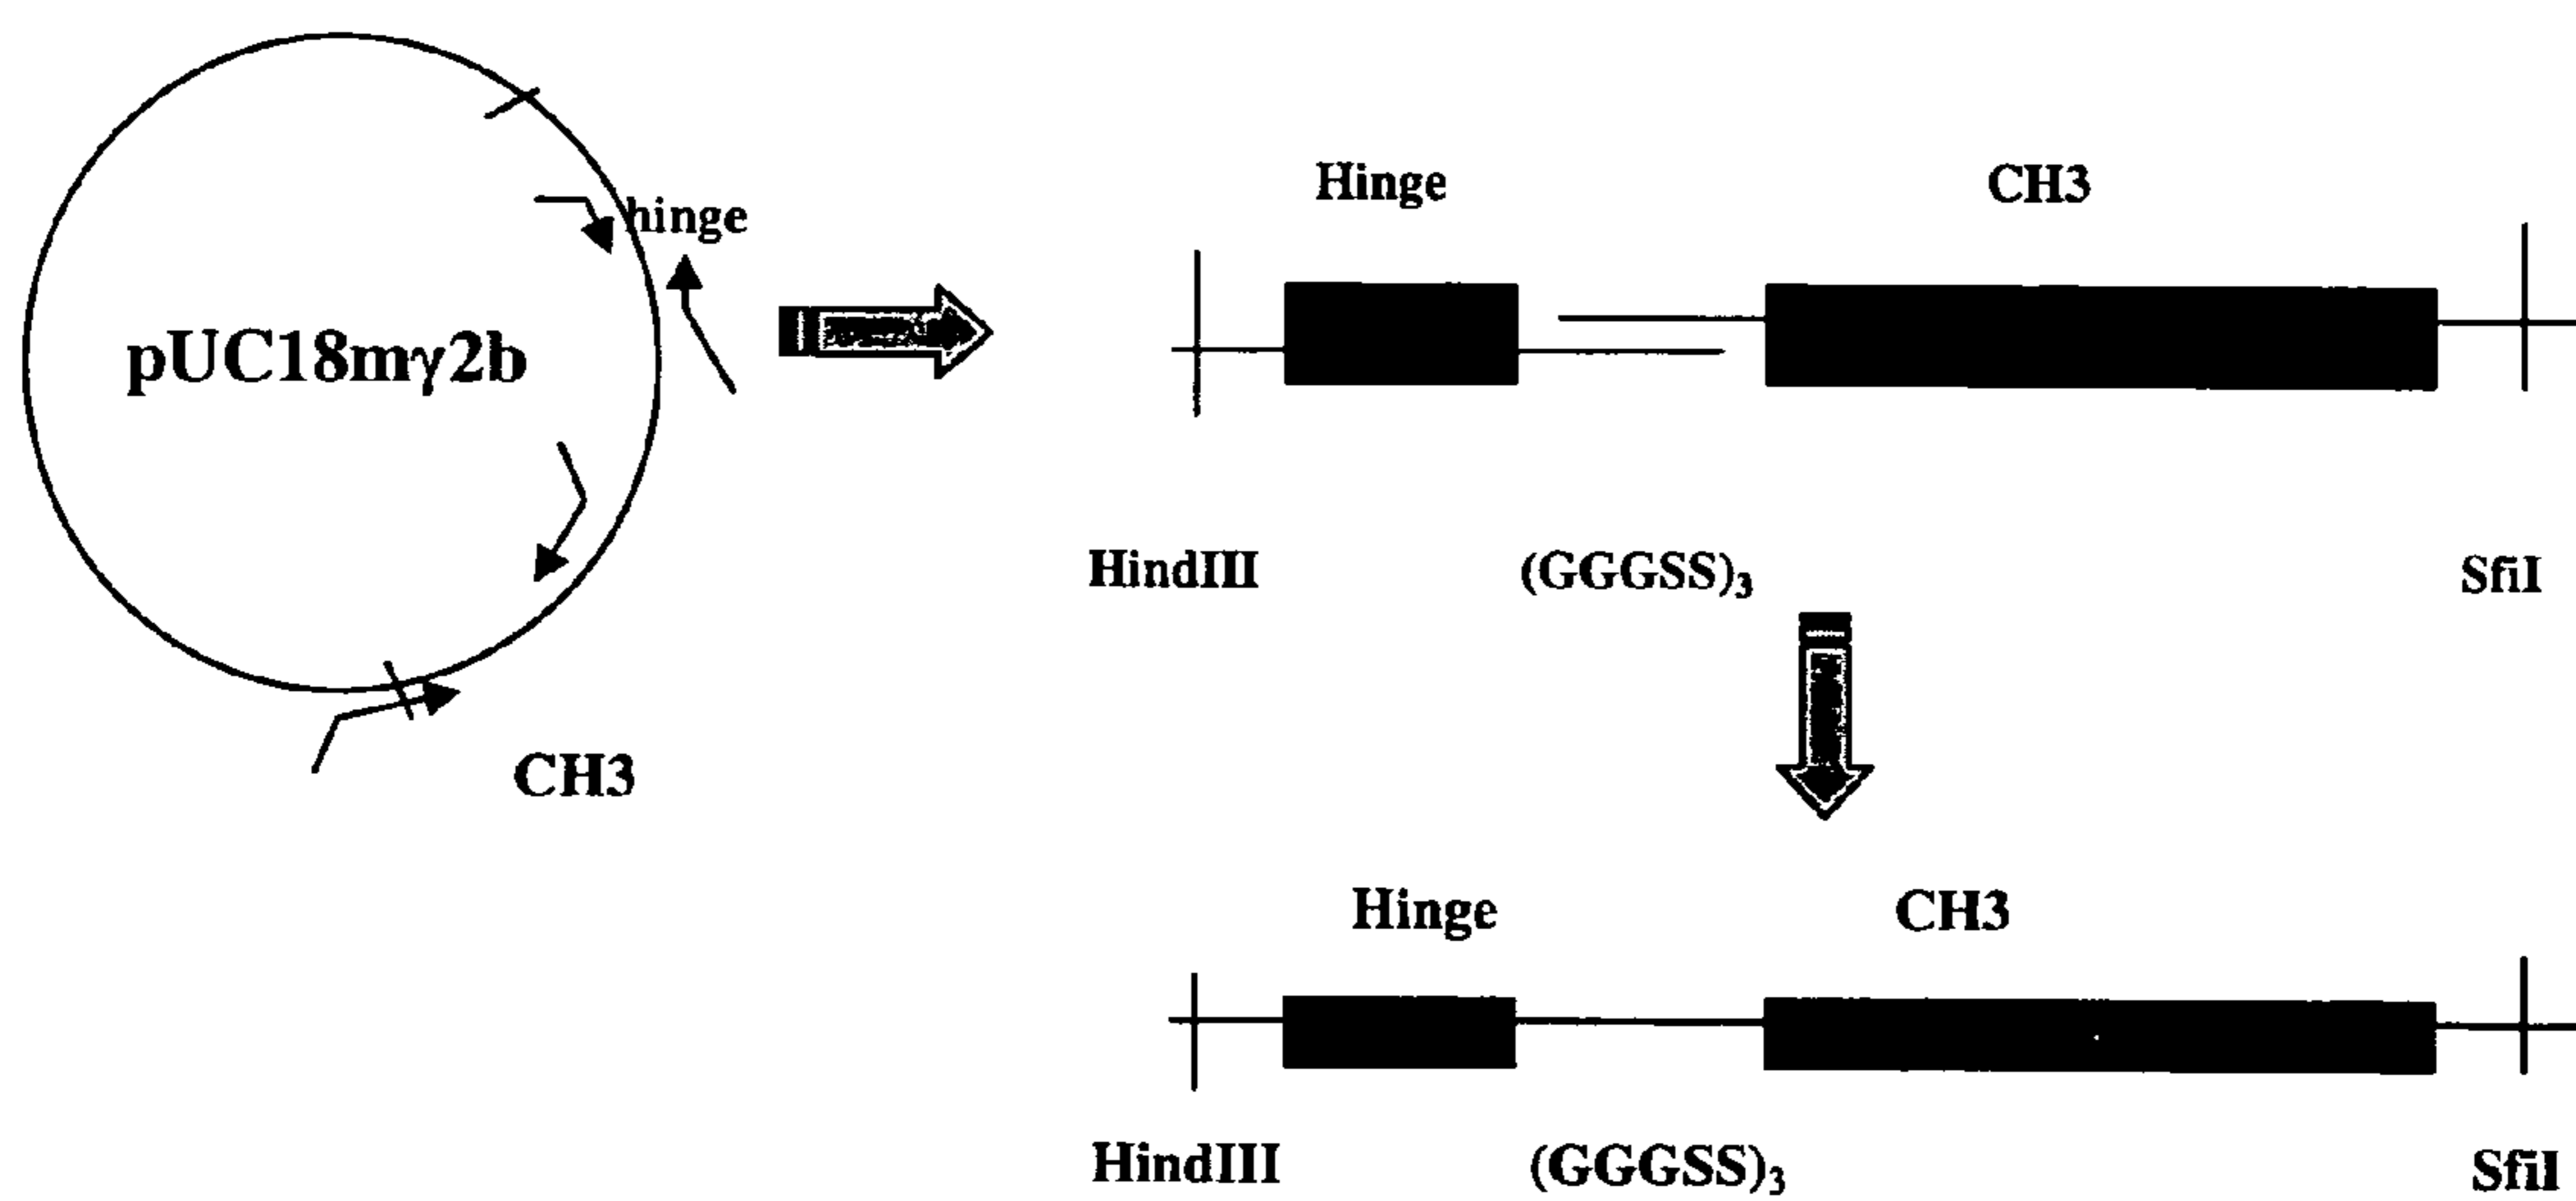 Hinge CH3
hinge
pUC18mγ2b
HindIII (GGGSS)₃ SfiI
CH3
Hinge CH3
HindIII (GGGSS)₃ SfiI